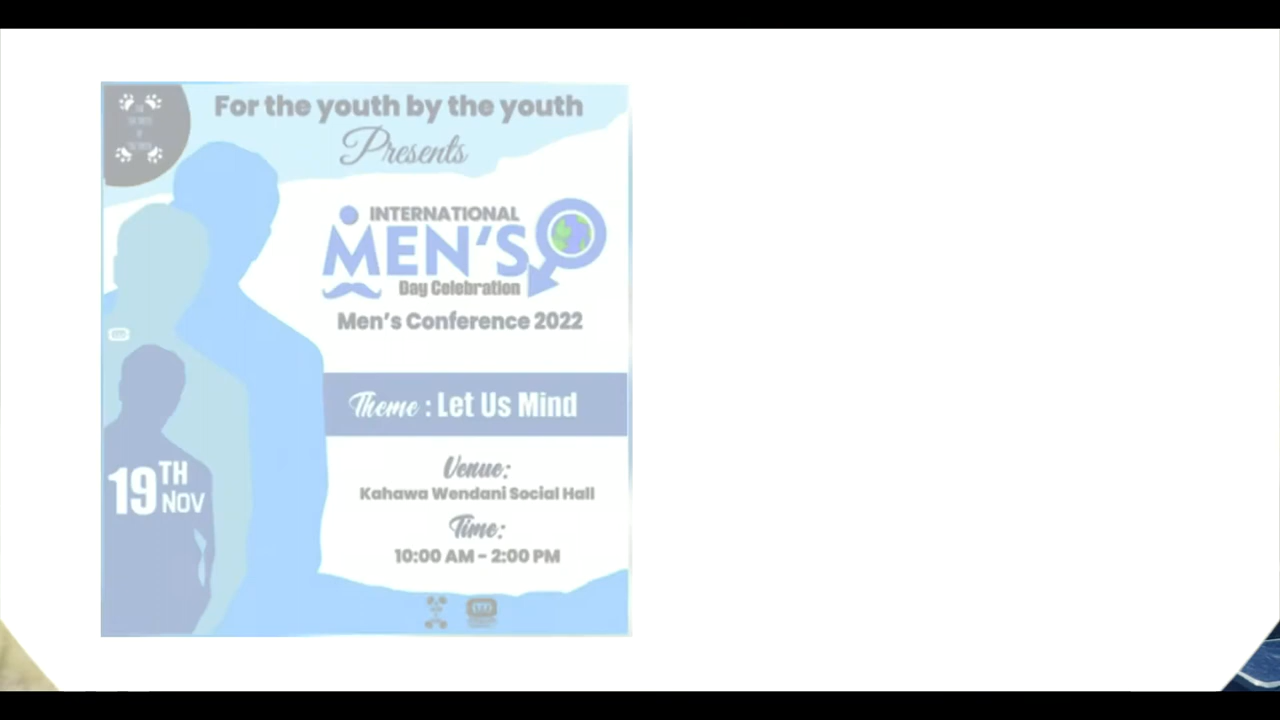 For the youth by the youth
Presents
INTERNATIONAL
MEN'S
Day Celebration
Men's Conference 2022
Theme : Let Us Mind
Venue:
Kahawa Wendani Social Hall
Time:
10:00 AM - 2:00 PM
19TH
NOV